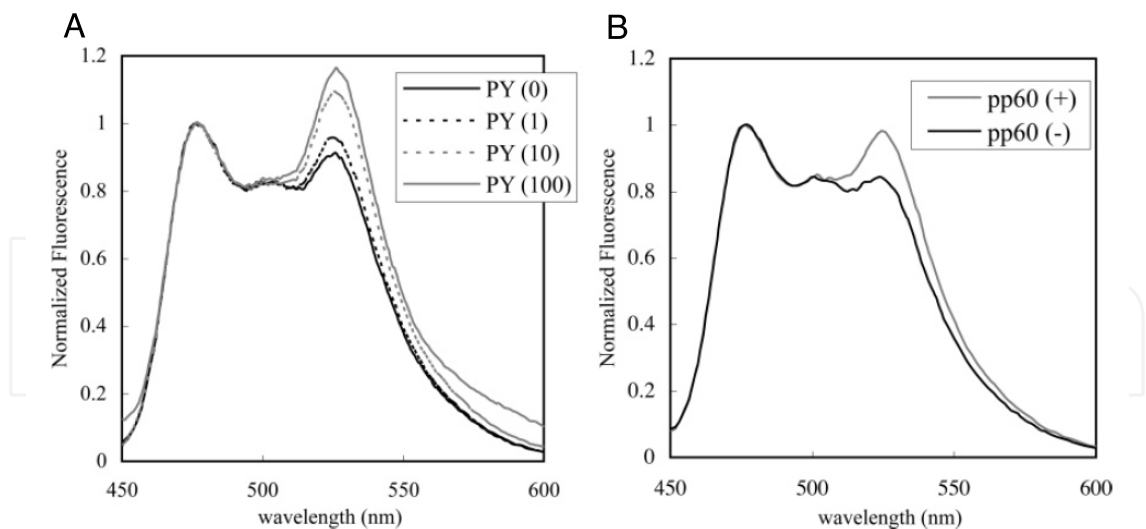 A
1.2
1
0.8
0.6
0.4
0.2
0
450
500
550
600
Normalized Fluorescence
wavelength (nm)
PY (0)
PY (1)
PY (10)
PY (100)
B
1.2
1
0.8
0.6
0.4
0.2
0
450
500
550
600
Normalized Fluorescence
wavelength (nm)
pp60 (+)
pp60 (-)